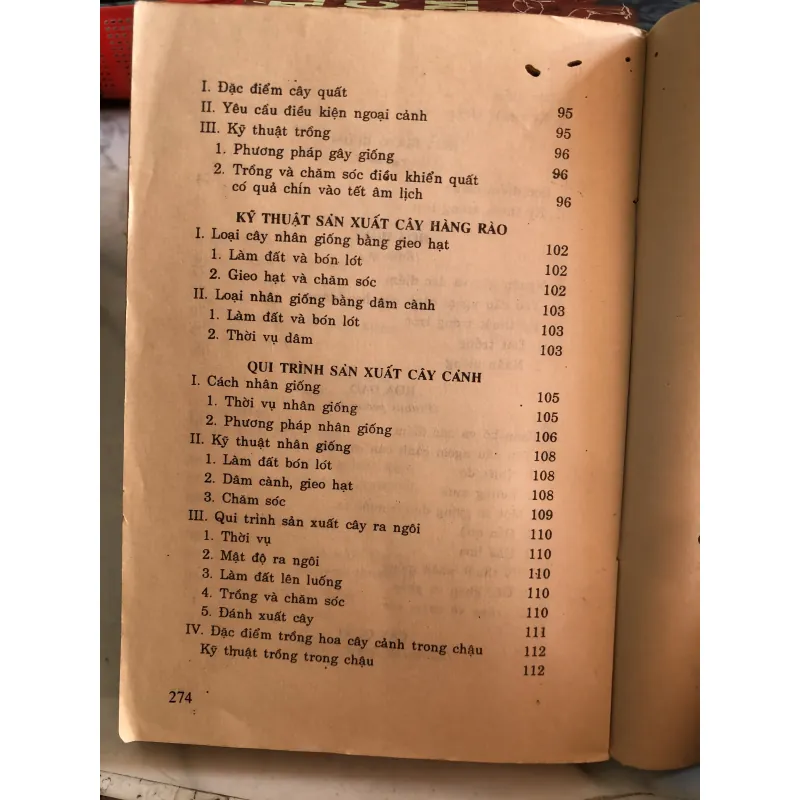 I. Đặc điểm cây quất 95
II. Yêu cầu điều kiện ngoại cảnh 95
III. Kỹ thuật trồng 96
1. Phương pháp gây giống 96
2. Trồng và chăm sóc điều khiển quất
có quả chín vào tết âm lịch 96
KỸ THUẬT SẢN XUẤT CÂY HÀNG RÀO
I. Loại cây nhân giống bằng gieo hạt 102
1. Làm đất và bón lót 102
2. Gieo hạt và chăm sóc 102
II. Loại nhân giống bằng dâm cành 103
1. Làm đất và bón lót 103
2. Thời vụ dâm 103
QUI TRÌNH SẢN XUẤT CÂY CẢNH
I. Cách nhân giống 105
1. Thời vụ nhân giống 105
2. Phương pháp nhân giống 106
II. Kỹ thuật nhân giống 108
1. Làm đất bón lót 108
2. Dâm cành, gieo hạt 108
3. Chăm sóc 109
III. Qui trình sản xuất cây ra ngôi 110
1. Thời vụ 110
2. Mật độ ra ngôi 110
3. Làm đất lên luống 110
4. Trồng và chăm sóc 110
5. Đánh xuất cây 111
IV. Đặc điểm trồng hoa cây cảnh trong chậu 112
Kỹ thuật trồng trong chậu 112
274